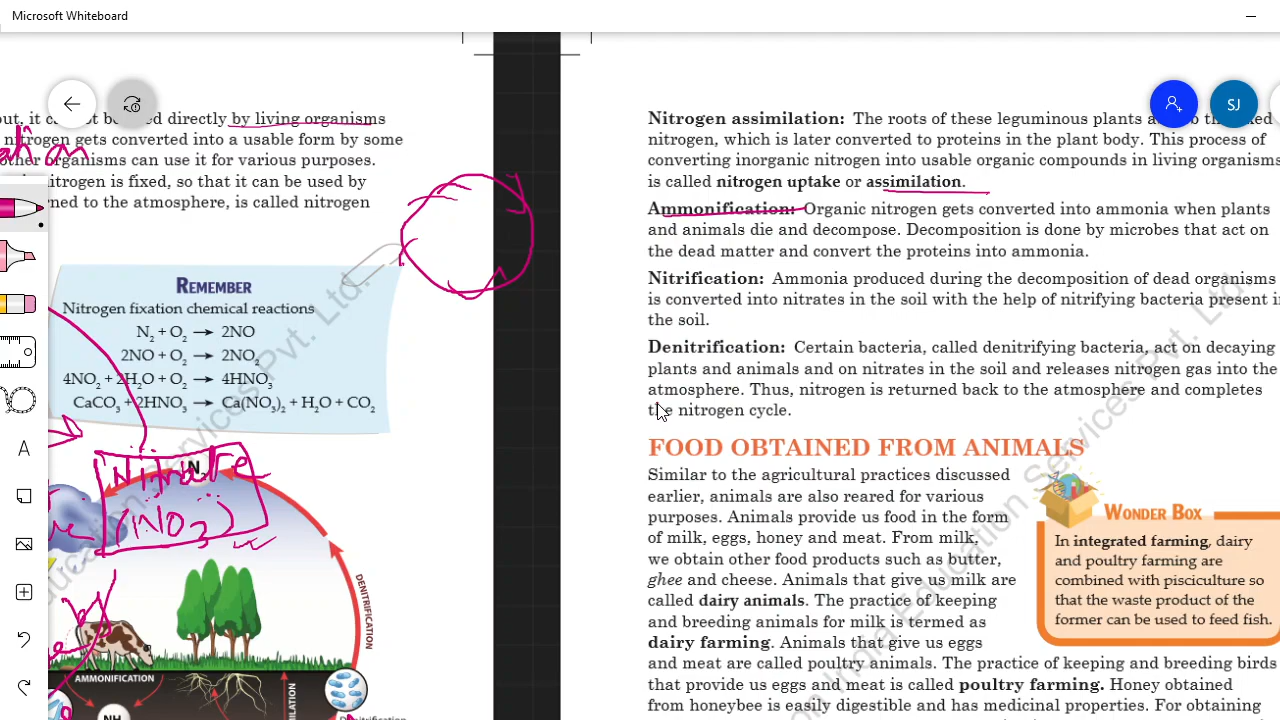 Microsoft Whiteboard
out, it directly by living organisms
nitrogen gets converted into a usable form by some
other organisms can use it for various purposes.
nitrogen is fixed, so that it can be used by
to the atmosphere, is called nitrogen
REMEMBER
Nitrogen fixation chemical reactions
N₂ + O₂ → 2NO
2NO + O₂ → 2NO₂
4NO₂ + 2H₂O + O₂ → 4HNO₃
CaCO₃ + 2HNO₃ → Ca(NO₃)₂ + H₂O + CO₂
Nitrate
(NO₃)
N₂
DENITRIFICATION
AMMONIFICATION
NH
Denitrification
SJ
Nitrogen assimilation: The roots of these leguminous plants
nitrogen, which is later converted to proteins in the plant body. This process of
converting inorganic nitrogen into usable organic compounds in living organisms
is called nitrogen uptake or assimilation.
Ammonification: Organic nitrogen gets converted into ammonia when plants
and animals die and decompose. Decomposition is done by microbes that act on
the dead matter and convert the proteins into ammonia.
Nitrification: Ammonia produced during the decomposition of dead organisms
is converted into nitrates in the soil with the help of nitrifying bacteria present
the soil.
Denitrification: Certain bacteria, called denitrifying bacteria, act on decaying
plants and animals and on nitrates in the soil and releases nitrogen gas into the
atmosphere. Thus, nitrogen is returned back to the atmosphere and completes
the nitrogen cycle.
FOOD OBTAINED FROM ANIMALS
Similar to the agricultural practices discussed
earlier, animals are also reared for various
purposes. Animals provide us food in the form
of milk, eggs, honey and meat. From milk,
we obtain other food products such as butter,
ghee and cheese. Animals that give us milk are
called dairy animals. The practice of keeping
and breeding animals for milk is termed as
dairy farming. Animals that give us eggs
and meat are called poultry animals. The practice of keeping and breeding birds
that provide us eggs and meat is called poultry farming. Honey obtained
from honeybee is easily digestible and has medicinal properties. For obtaining
WONDER BOX
In integrated farming, dairy
and poultry farming are
combined with pisciculture so
that the waste product of the
former can be used to feed fish.